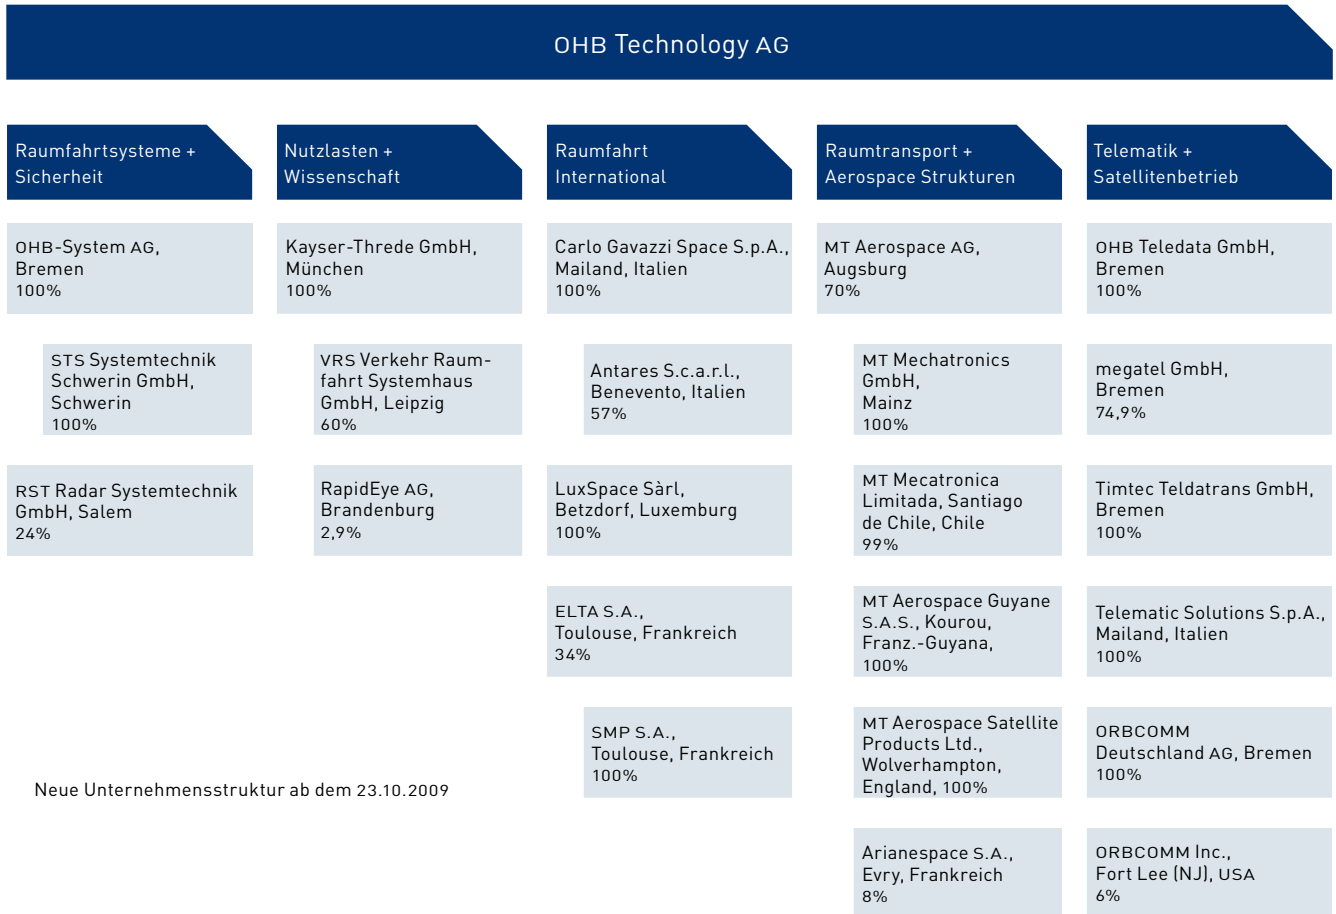 OHB Technology AG
Raumfahrtsysteme +
Sicherheit
OHB-System AG,
Bremen
100%
STS Systemtechnik
Schwerin GmbH,
Schwerin
100%
RST Radar Systemtechnik
GmbH, Salem
24%
Nutzlasten +
Wissenschaft
Kayser-Threde GmbH,
München
100%
VRS Verkehr Raum-
fahrt Systemhaus
GmbH, Leipzig
60%
RapidEye AG,
Brandenburg
2,9%
Raumfahrt
International
Carlo Gavazzi Space S.p.A.,
Mailand, Italien
100%
Antares S.c.a.r.l.,
Benevento, Italien
57%
LuxSpace Sàrl,
Betzdorf, Luxemburg
100%
ELTA S.A.,
Toulouse, Frankreich
34%
SMP S.A.,
Toulouse, Frankreich
100%
Raumtransport +
Aerospace Strukturen
MT Aerospace AG,
Augsburg
70%
MT Mechatronics
GmbH,
Mainz
100%
MT Mecatronica
Limitada, Santiago
de Chile, Chile
99%
MT Aerospace Guyane
S.A.S., Kourou,
Franz.-Guyana,
100%
MT Aerospace Satellite
Products Ltd.,
Wolverhampton,
England, 100%
Arianespace S.A.,
Evry, Frankreich
8%
Telematik +
Satellitenbetrieb
OHB Teledata GmbH,
Bremen
100%
megatel GmbH,
Bremen
74,9%
Timtec Teldatrans GmbH,
Bremen
100%
Telematic Solutions S.p.A.,
Mailand, Italien
100%
ORBCOMM
Deutschland AG, Bremen
100%
ORBCOMM Inc.,
Fort Lee (NJ), USA
6%
Neue Unternehmensstruktur ab dem 23.10.2009